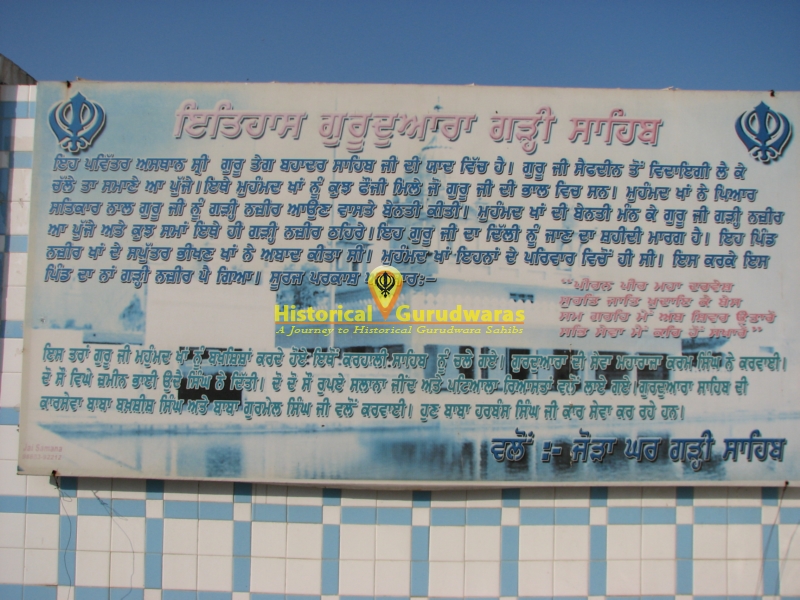 ਇਤਿਹਾਸ ਗੁਰੂਦੁਆਰਾ ਗੜ੍ਹੀ ਸਾਹਿਬ
ਇਹ ਪਵਿੱਤਰ ਅਸਥਾਨ ਸ਼੍ਰੀ ਗੁਰੂ ਤੇਗ ਬਹਾਦਰ ਸਾਹਿਬ ਜੀ ਦੀ ਯਾਦ ਵਿੱਚ ਹੈ। ਗੁਰੂ ਜੀ ਸੈਫਦੀਨ ਤੋਂ ਵਿਦਾਇਗੀ ਲੈ ਕੇ
ਚੱਲੇ ਤਾਂ ਸਮਾਣੇ ਆ ਪੁੱਜੇ। ਇਥੇ ਮੁਹੰਮਦ ਖਾਂ ਨੂੰ ਕੁਝ ਫੌਜੀ ਮਿਲੇ ਜੋ ਗੁਰੂ ਜੀ ਦੀ ਭਾਲ ਵਿਚ ਸਨ। ਮੁਹੰਮਦ ਖਾਂ ਨੇ ਪਿਆਰ
ਸਤਿਕਾਰ ਨਾਲ ਗੁਰੂ ਜੀ ਨੂੰ ਗੜ੍ਹੀ ਨਜ਼ੀਰ ਆਉਣ ਵਾਸਤੇ ਬੇਨਤੀ ਕੀਤੀ। ਮੁਹੰਮਦ ਖਾਂ ਦੀ ਬੇਨਤੀ ਮੰਨ ਕੇ ਗੁਰੂ ਜੀ ਗੜ੍ਹੀ ਨਜ਼ੀਰ
ਆ ਪੁੱਜੇ ਅਤੇ ਕੁਝ ਸਮਾਂ ਇਥੇ ਹੀ ਗੜ੍ਹੀ ਨਜ਼ੀਰ ਠਹਿਰੇ। ਇਹ ਗੁਰੂ ਜੀ ਦਾ ਦਿੱਲੀ ਨੂੰ ਜਾਣ ਦਾ ਸ਼ਹੀਦੀ ਮਾਰਗ ਹੈ। ਇਹ ਪਿੰਡ
ਨਜ਼ੀਰ ਖਾਂ ਦੇ ਸਪੁੱਤਰ ਭੀਖਣ ਖਾਂ ਨੇ ਅਬਾਦ ਕੀਤਾ ਸੀ। ਮੁਹੰਮਦ ਖਾਂ ਇਹਨਾਂ ਦੇ ਪਰਿਵਾਰ ਵਿਚੋਂ ਹੀ ਸੀ। ਇਸ ਕਰਕੇ ਇਸ
ਪਿੰਡ ਦਾ ਨਾਂ ਗੜ੍ਹੀ ਨਜ਼ੀਰ ਪੈ ਗਿਆ। ਸੂਰਜ ਪਰਕਾਸ਼
ਇਸ ਤਰਾਂ ਗੁਰੂ ਜੀ ਮਹੁੰਮਦ ਖਾਂ ਨੂੰ ਬਖ਼ਸ਼ਿਸ਼ਾਂ ਕਰਦੇ ਹੋਏ ਇਥੋਂ ਕਰਹਾਲੀ ਸਾਹਿਬ ਨੂੰ ਚਲੇ ਗਏ। ਗੁਰੂਦੁਆਰਾ ਦੀ ਸੇਵਾ ਮਹਾਰਾਜਾ ਕਰਮ ਸਿੰਘ ਨੇ ਕਰਵਾਈ।
ਦੋ ਸੌ ਵਿਘੇ ਜ਼ਮੀਨ ਭਾਈ ਉਦੇ ਸਿੰਘ ਨੇ ਦਿੱਤੀ। ਦੋ ਦੋ ਸੌ ਰੁਪਏ ਸਲਾਨਾ ਜੀਂਦ ਅਤੇ ਪਟਿਆਲਾ ਰਿਆਸਤਾਂ ਵਲੋਂ ਲਾਏ ਗਏ। ਗੁਰਦੁਆਰਾ ਸਾਹਿਬ ਦੀ
ਕਾਰਸੇਵਾ ਬਾਬਾ ਬਖ਼ਸ਼ੀਸ਼ ਸਿੰਘ ਅਤੇ ਬਾਬਾ ਗੁਰਮੇਲ ਸਿੰਘ ਜੀ ਵਲੋਂ ਕਰਵਾਈ। ਹੁਣ ਬਾਬਾ ਹਰਬੰਸ ਸਿੰਘ ਜੀ ਕਾਰ ਸੇਵਾ ਕਰ ਰਹੇ ਹਨ।
ਵਲੋਂ :- ਜੋੜਾ ਘਰ ਗੜ੍ਹੀ ਸਾਹਿਬ
Historical Gurudwaras
A Journey to Historical Gurudwara Sahibs